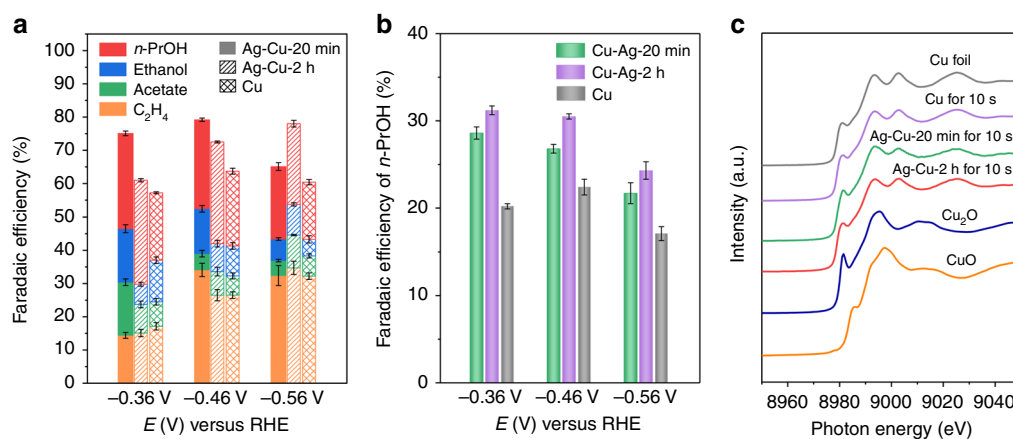 a
Faradaic efficiency (%)
100
90
80
70
60
50
40
30
20
10
0
n-PrOH
Ethanol
Acetate
C₂H₄
Ag-Cu-20 min
Ag-Cu-2 h
Cu
−0.36 V
−0.46 V
−0.56 V
E (V) versus RHE
b
Faradaic efficiency of n-PrOH (%)
40
30
20
10
0
Cu-Ag-20 min
Cu-Ag-2 h
Cu
−0.36 V
−0.46 V
−0.56 V
E (V) versus RHE
c
Intensity (a.u.)
Cu foil
Cu for 10 s
Ag-Cu-20 min for 10 s
Ag-Cu-2 h for 10 s
Cu₂O
CuO
8960
8980
9000
9020
9040
Photon energy (eV)